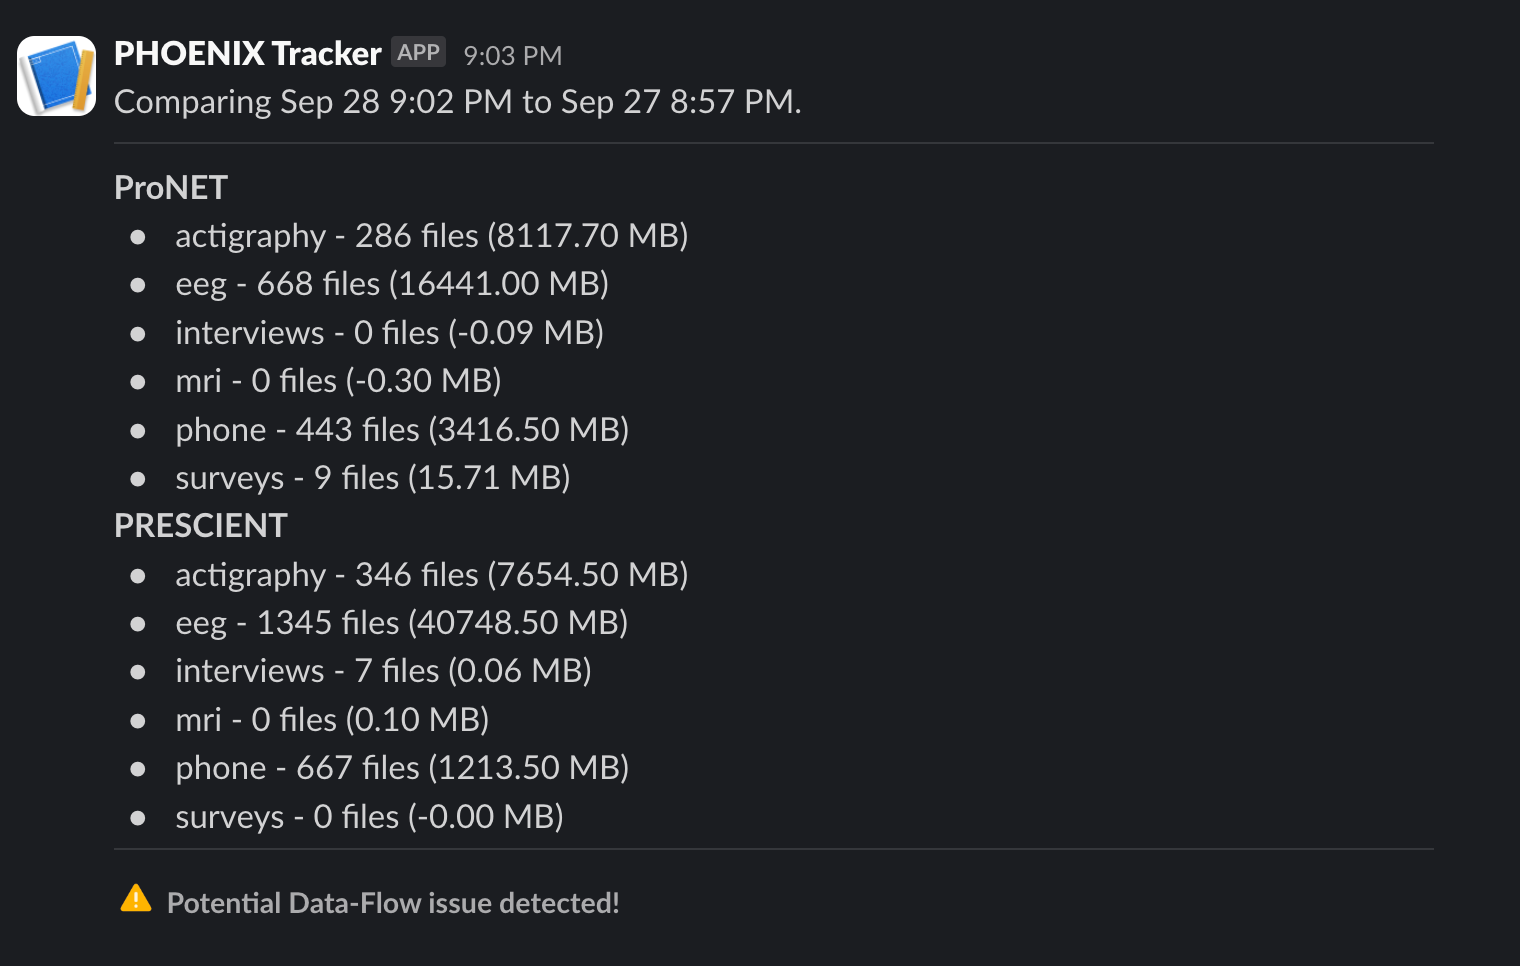 PHOENIX Tracker APP 9:03 PM
Comparing Sep 28 9:02 PM to Sep 27 8:57 PM.
ProNET
● actigraphy - 286 files (8117.70 MB)
● eeg - 668 files (16441.00 MB)
● interviews - 0 files (-0.09 MB)
● mri - 0 files (-0.30 MB)
● phone - 443 files (3416.50 MB)
● surveys - 9 files (15.71 MB)
PRESCIENT
● actigraphy - 346 files (7654.50 MB)
● eeg - 1345 files (40748.50 MB)
● interviews - 7 files (0.06 MB)
● mri - 0 files (0.10 MB)
● phone - 667 files (1213.50 MB)
● surveys - 0 files (-0.00 MB)
⚠️ Potential Data-Flow issue detected!